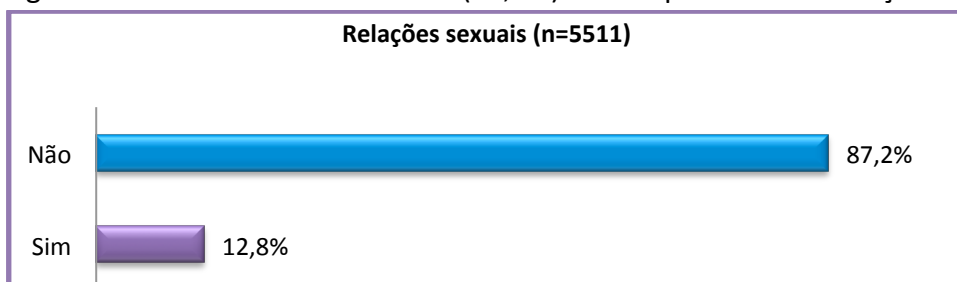 Relações sexuais (n=5511)
Não 87,2%
Sim 12,8%